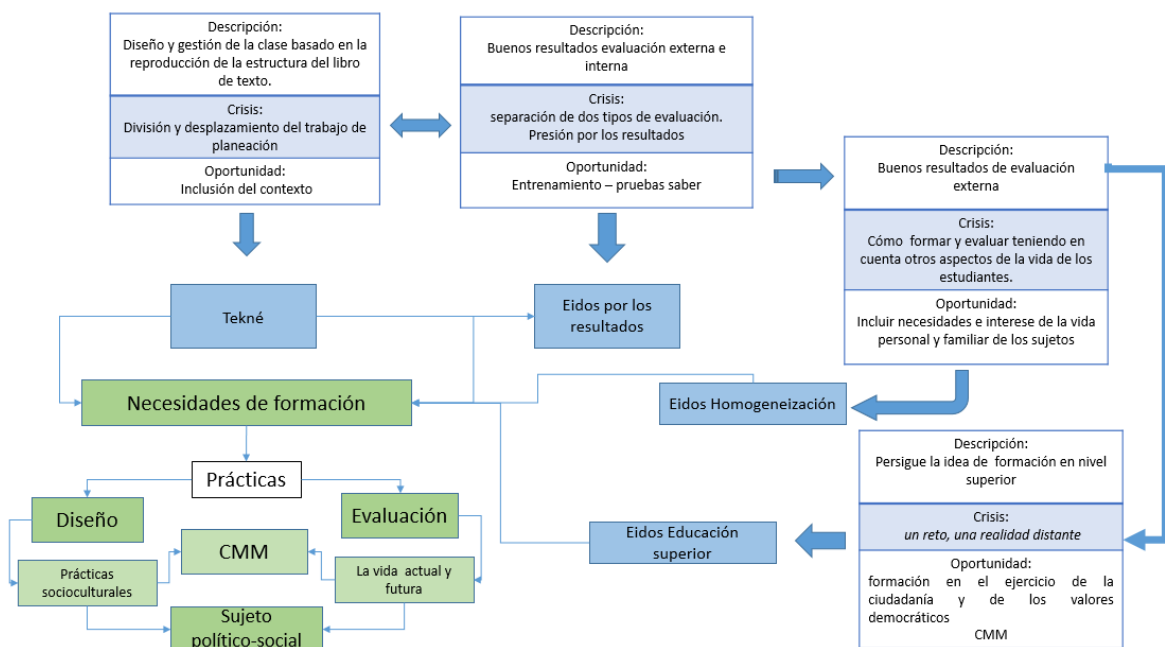 Descripción:
Diseño y gestión de la clase basado en la
reproducción de la estructura del libro
de texto.
Crisis:
División y desplazamiento del trabajo de
planeación
Oportunidad:
Inclusión del contexto
Descripción:
Buenos resultados evaluación externa e
interna
Crisis:
separación de dos tipos de evaluación.
Presión por los resultados
Oportunidad:
Entrenamiento – pruebas saber
Descripción:
Buenos resultados de evaluación
externa
Crisis:
Cómo formar y evaluar teniendo en
cuenta otros aspectos de la vida de los
estudiantes.
Oportunidad:
Incluir necesidades e interese de la vida
personal y familiar de los sujetos
Tekné
Eidos por los
resultados
Necesidades de formación
Eidos Homogeneización
Descripción:
Persigue la idea de formación en nivel
superior
Crisis:
un reto, una realidad distante
Oportunidad:
formación en el ejercicio de la
ciudadanía y de los valores
democráticos
CMM
Eidos Educación
superior
Prácticas
Diseño
Evaluación
CMM
Prácticas
socioculturales
La vida actual y
futura
Sujeto
político-social